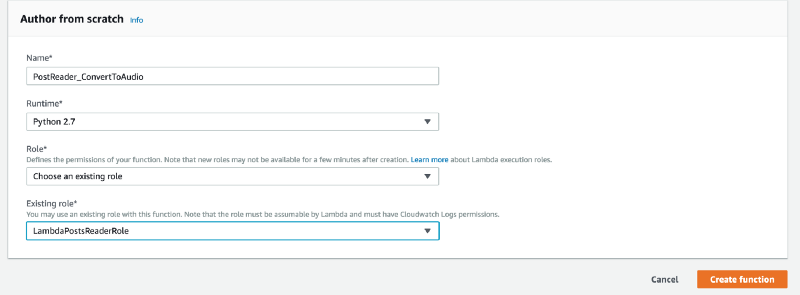 Author from scratch Info
Name*
PostReader_ConvertToAudio
Runtime*
Python 2.7
Role*
Defines the permissions of your function. Note that new roles may not be available for a few minutes after creation. Learn more about Lambda execution roles.
Choose an existing role
Existing role*
You may use an existing role with this function. Note that the role must be assumable by Lambda and must have Cloudwatch Logs permissions.
LambdaPostsReaderRole
Cancel Create function